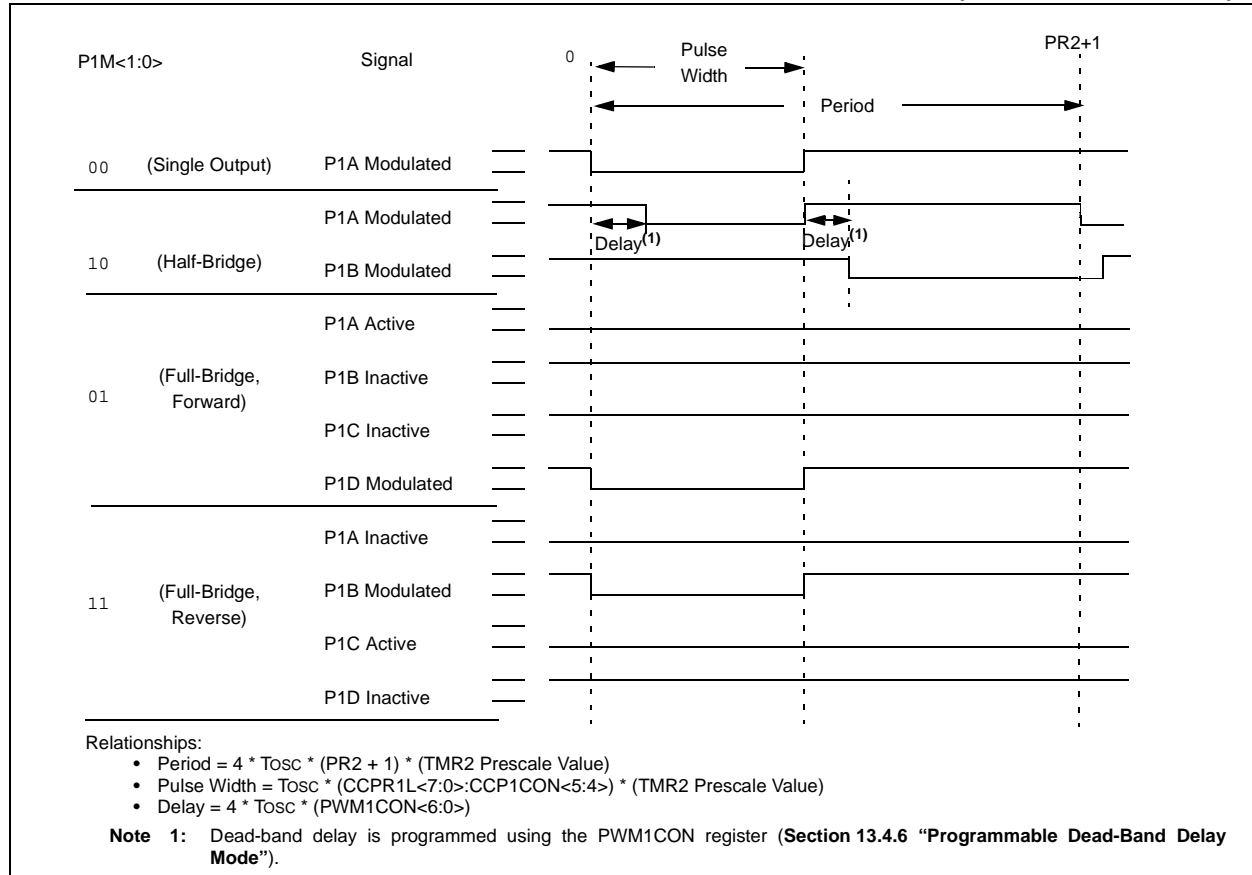 P1M<1:0>
Signal
0
Pulse
Width
PR2+1
Period
00 (Single Output) P1A Modulated
P1A Modulated
Delay(1) Delay(1)
10 (Half-Bridge) P1B Modulated
P1A Active
01 (Full-Bridge,
Forward)
P1B Inactive
P1C Inactive
P1D Modulated
P1A Inactive
11 (Full-Bridge,
Reverse)
P1B Modulated
P1C Active
P1D Inactive
Relationships:
• Period = 4 * TOSC * (PR2 + 1) * (TMR2 Prescale Value)
• Pulse Width = TOSC * (CCPR1L<7:0>:CCP1CON<5:4>) * (TMR2 Prescale Value)
• Delay = 4 * TOSC * (PWM1CON<6:0>)
Note 1: Dead-band delay is programmed using the PWM1CON register (Section 13.4.6 “Programmable Dead-Band Delay
Mode”).